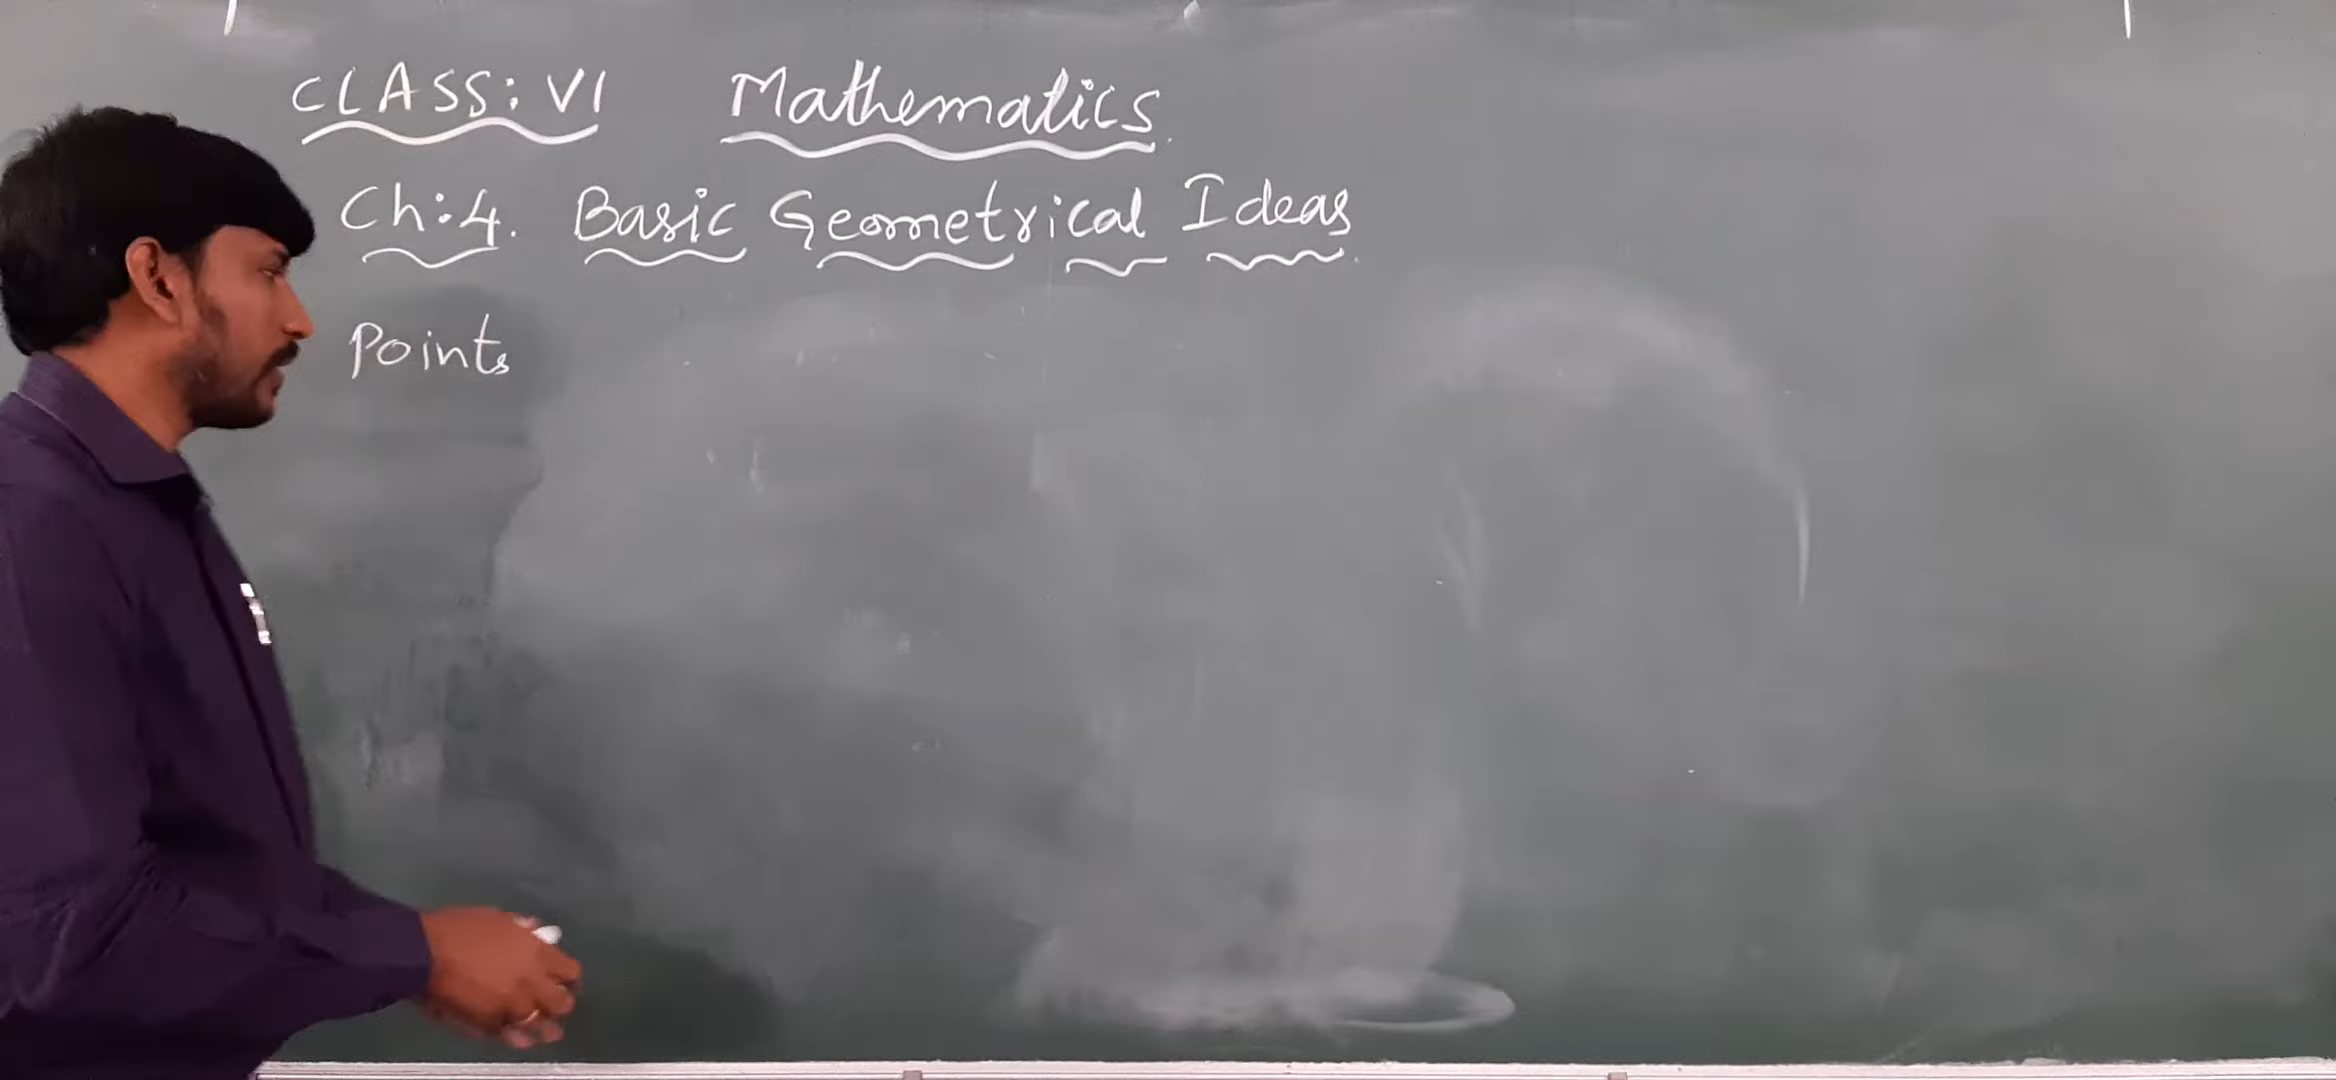 CLASS: VI Mathematics
Ch: 4. Basic Geometrical Ideas
Points